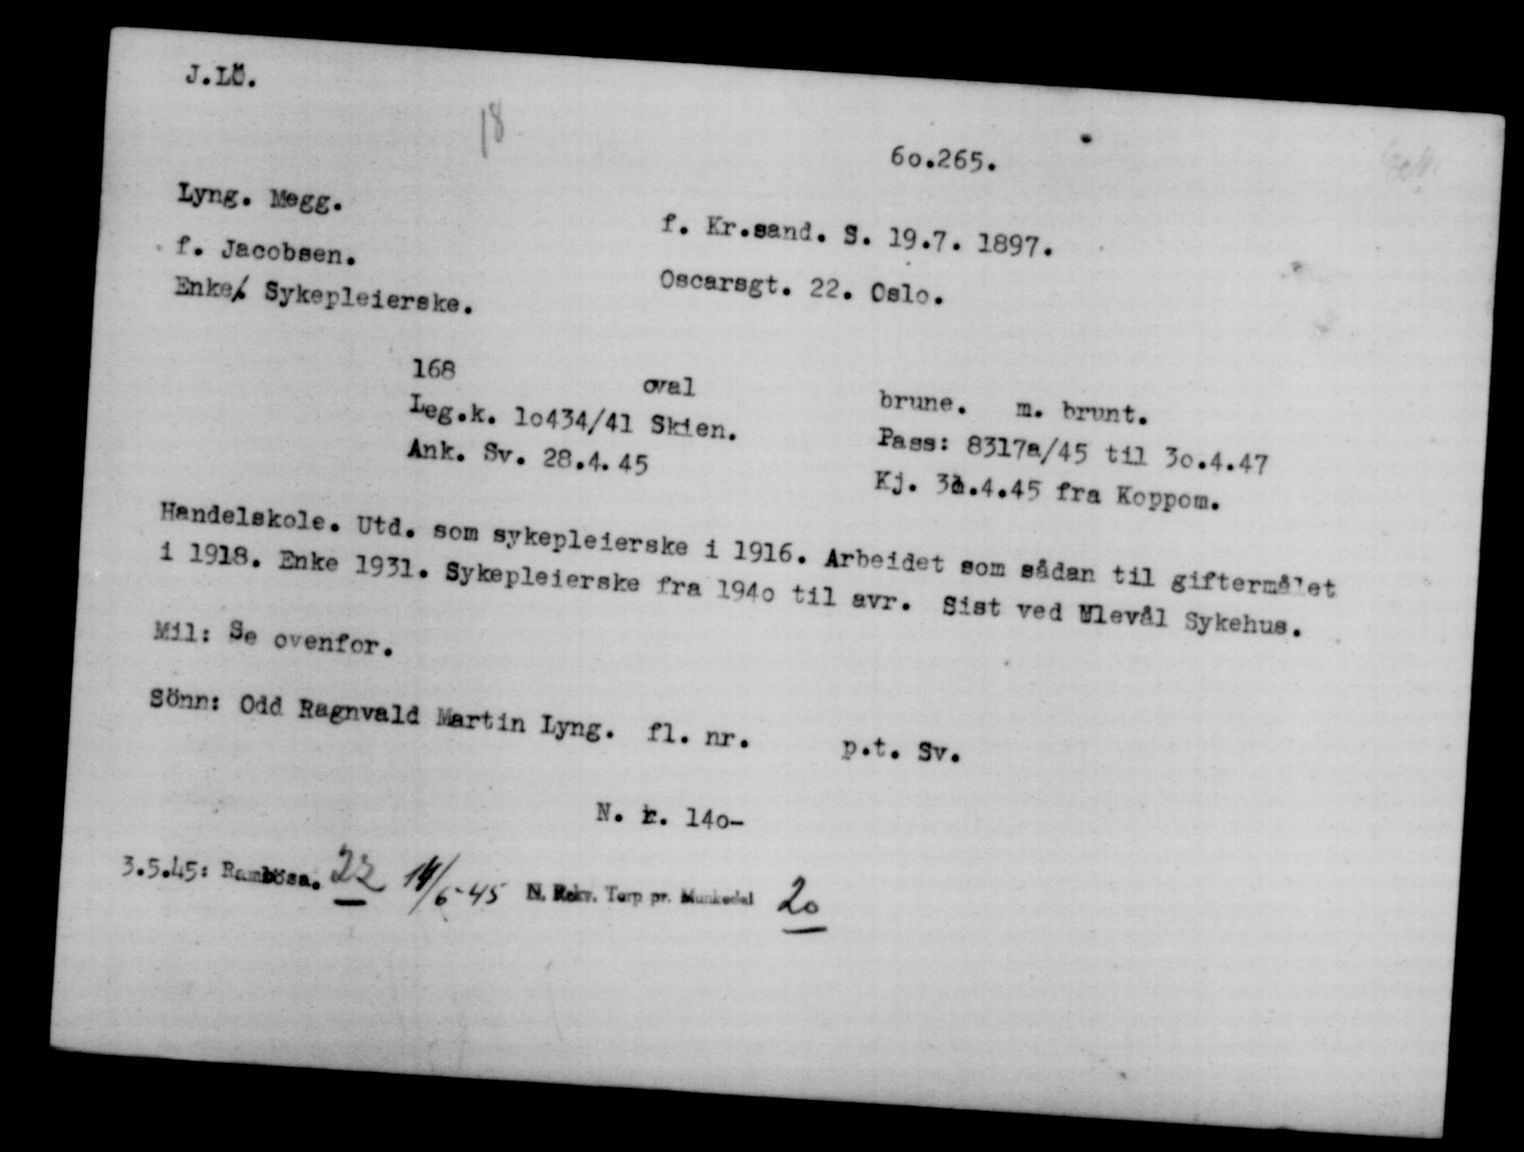 J.LÖ.
18
6o.265.
Lyng. Megg.
f. Kr.sand. S. 19.7. 1897.
f. Jacobsen.
Oscarsgt. 22. Oslo.
Enke/. Sykepleierske.
168 oval brune. m. brunt.
Leg.k. 1o434/41 Skien. Pass: 8317a/45 til 3o.4.47
Ank. Sv. 28.4.45 Kj. 3o.4.45 fra Koppom.
Handelskole. Utd. som sykepleierske i 1916. Arbeidet som sådan til giftermålet
i 1918. Enke 1931. Sykepleierske fra 194o til avr. Sist ved Ulevål Sykehus.
Mil: Se ovenfor.
Sönn: Odd Ragnvald Martin Lyng. fl. nr. p.t. Sv.
N. kr. 14o-
3.5.45: Rambösa. 22 14/6-45 N. Rekv. Torp pr. Munkedal 20